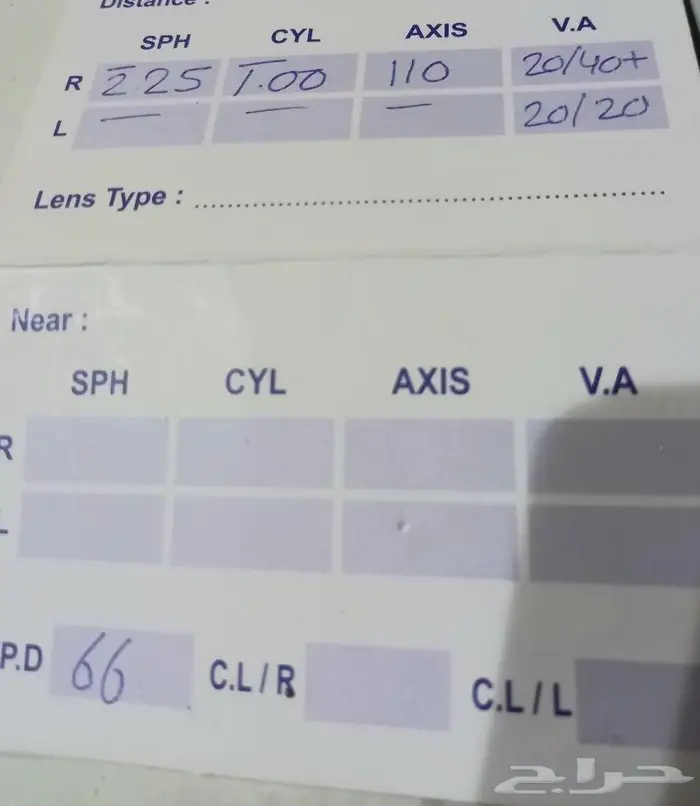 Distance :
SPH CYL AXIS V.A
R -2.25 -1.00 110 20/40+
L — — — 20/20
Lens Type : ........................................................
Near :
SPH CYL AXIS V.A
R
L
P.D 66 C.L / R C.L / L
حراج